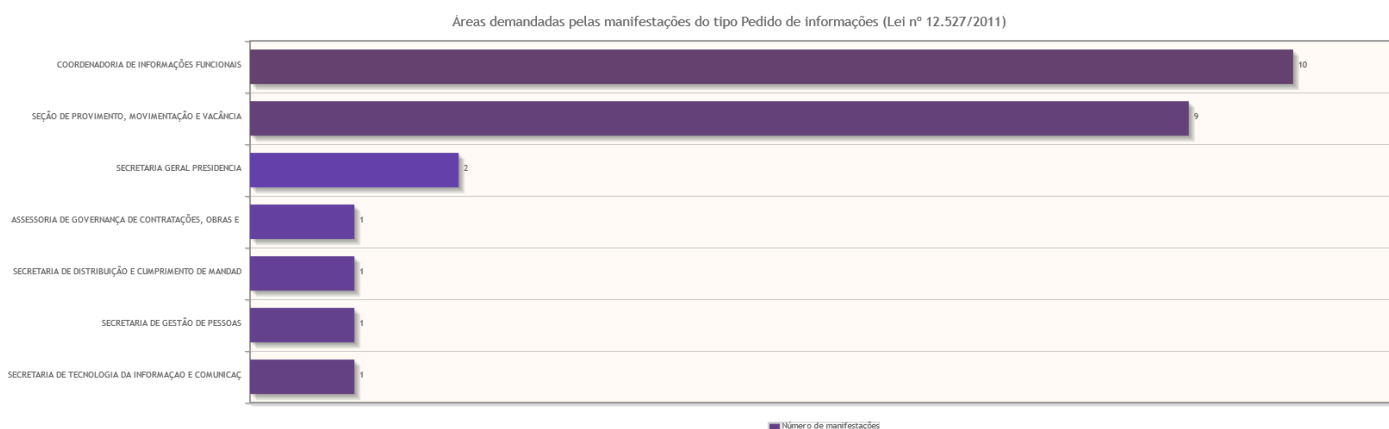 Áreas demandadas pelas manifestações do tipo Pedido de informações (Lei nº 12.527/2011)
COORDENADORIA DE INFORMAÇÕES FUNCIONAIS
10
SEÇÃO DE PROVIMENTO, MOVIMENTAÇÃO E VACÂNCIA
9
SECRETARIA GERAL PRESIDENCIA
2
ASSESSORIA DE GOVERNANÇA DE CONTRATAÇÕES, OBRAS E
1
SECRETARIA DE DISTRIBUIÇÃO E CUMPRIMENTO DE MANDAD
1
SECRETARIA DE GESTÃO DE PESSOAS
1
SECRETARIA DE TECNOLOGIA DA INFORMAÇAO E COMUNICAÇ
1
Número de manifestações